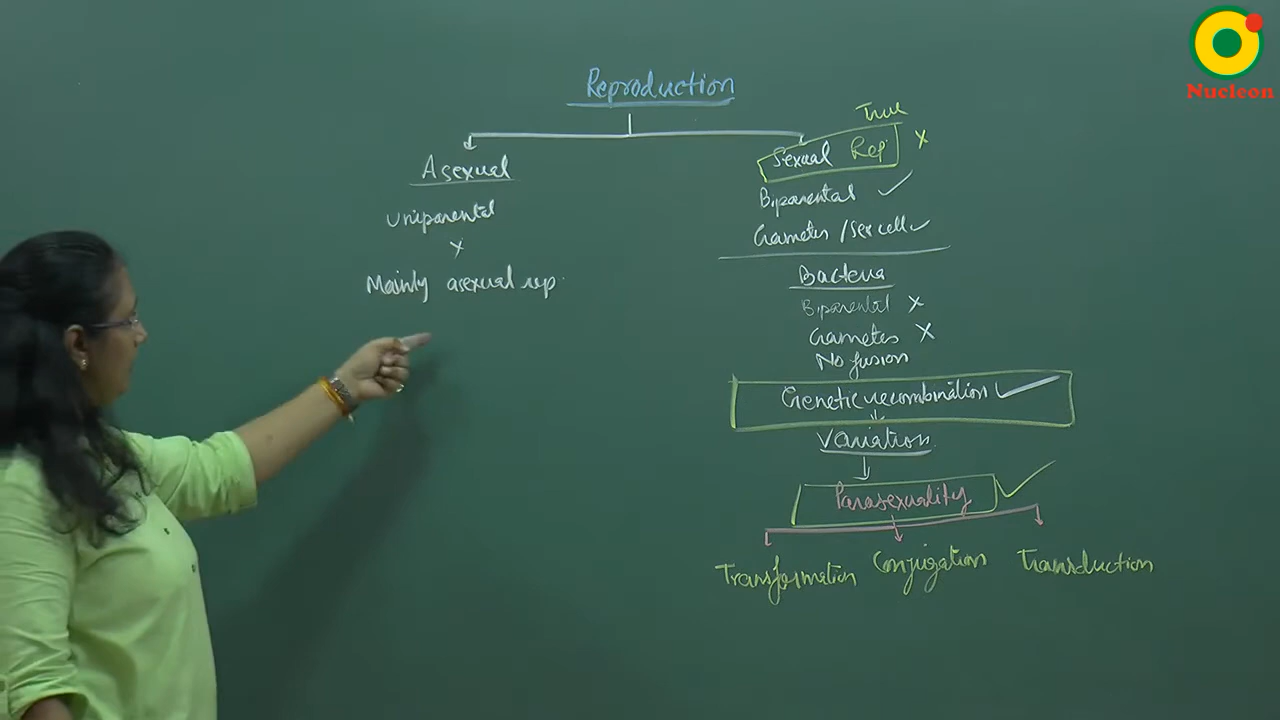 Reproduction
Asexual
Uniparental
x
Mainly asexual rep.
True
Sexual Rep. x
Biparental ✓
Gametes / Sex cell ✓
Bacteria
Biparental x
Gametes x
No fusion
Genetic recombination ✓
Variation
Parasexuality ✓
Transformation Conjugation Transduction
Nucleon